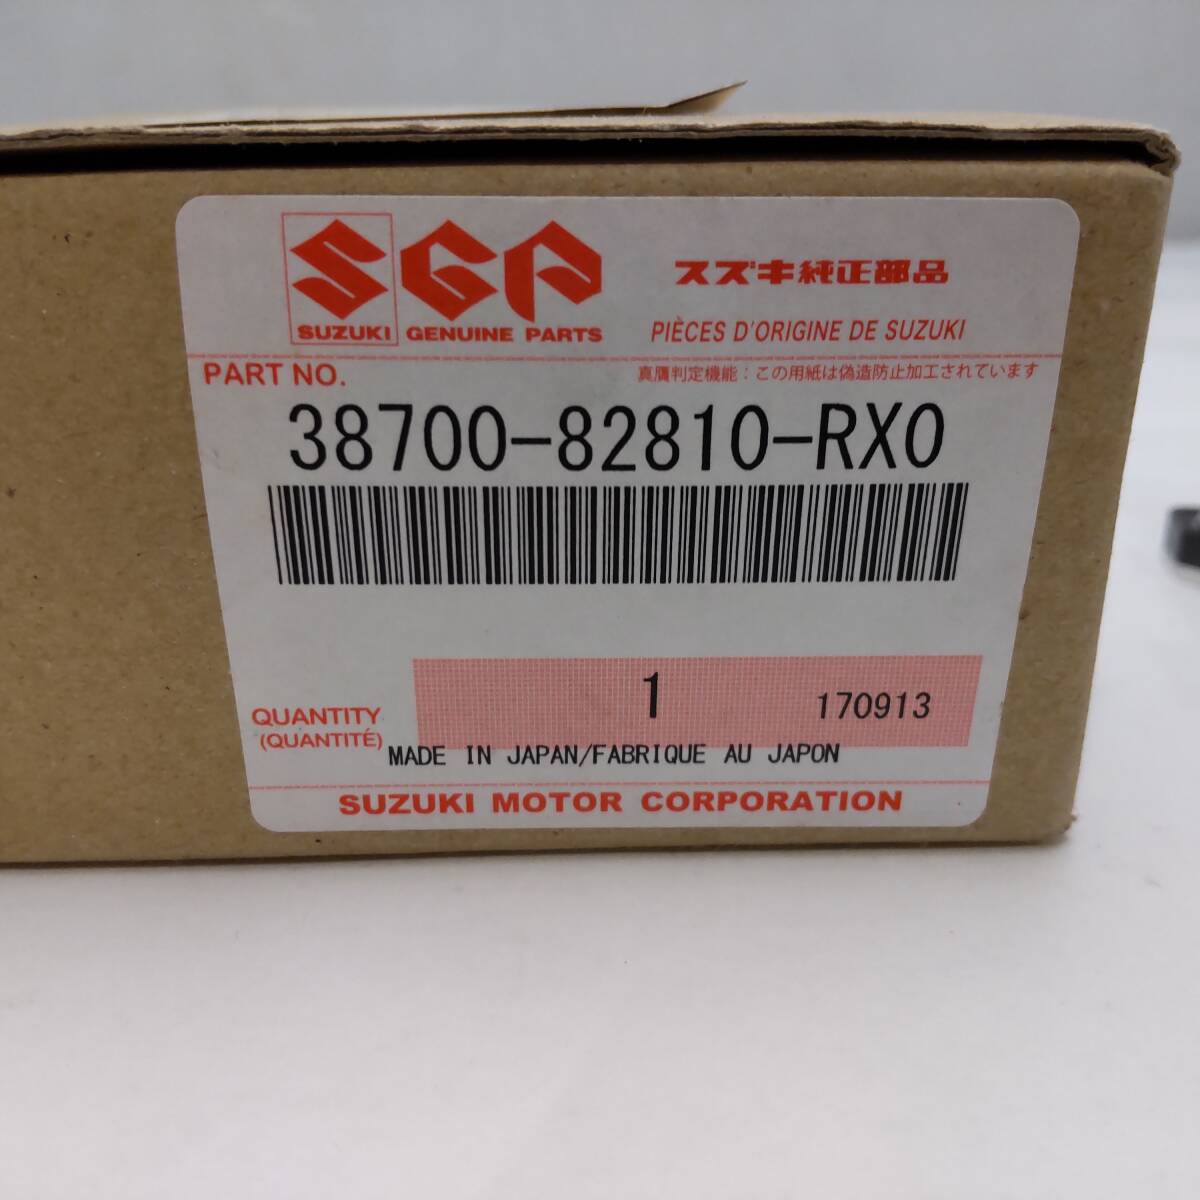 SGP
スズキ純正部品
SUZUKI GENUINE PARTS
PIÈCES D'ORIGINE DE SUZUKI
PART NO.
真贋判定機能：この用紙は偽造防止加工されています
38700-82810-RX0
1
170913
QUANTITY
(QUANTITÉ)
MADE IN JAPAN/FABRIQUE AU JAPON
SUZUKI MOTOR CORPORATION